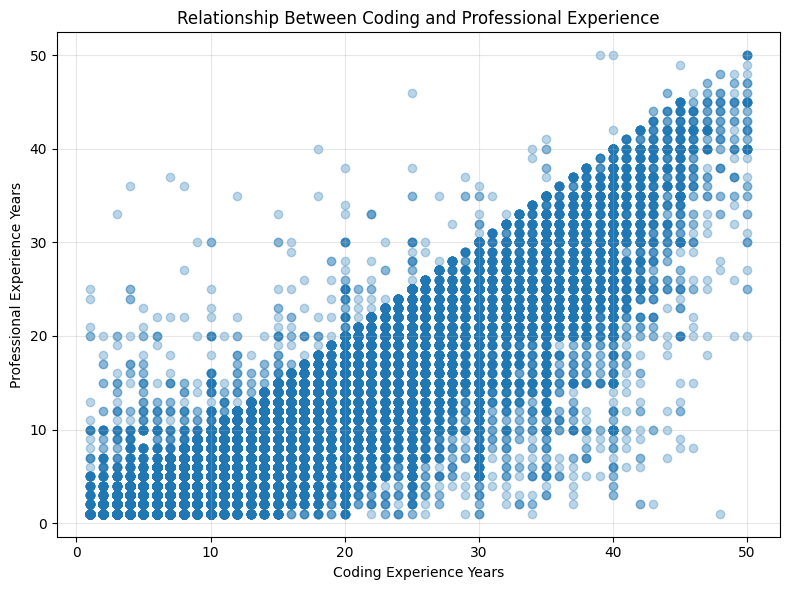 Relationship Between Coding and Professional Experience
50
40
30
20
10
0
Professional Experience Years
0 10 20 30 40 50
Coding Experience Years